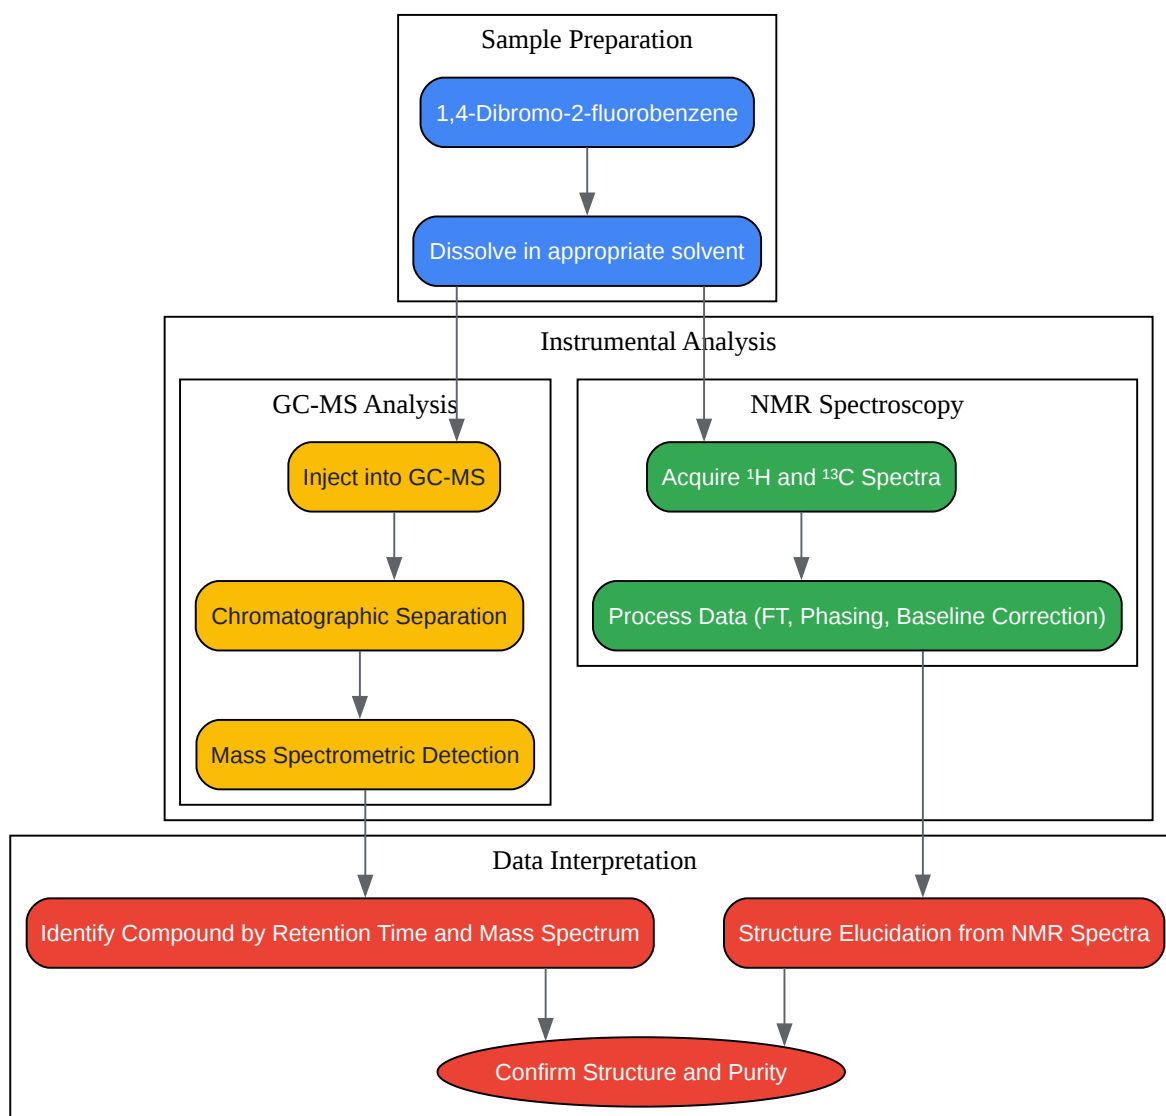 Sample Preparation
1,4-Dibromo-2-fluorobenzene
Dissolve in appropriate solvent
Instrumental Analysis
GC-MS Analysis
Inject into GC-MS
Chromatographic Separation
Mass Spectrometric Detection
NMR Spectroscopy
Acquire ¹H and ¹³C Spectra
Process Data (FT, Phasing, Baseline Correction)
Data Interpretation
Identify Compound by Retention Time and Mass Spectrum
Structure Elucidation from NMR Spectra
Confirm Structure and Purity